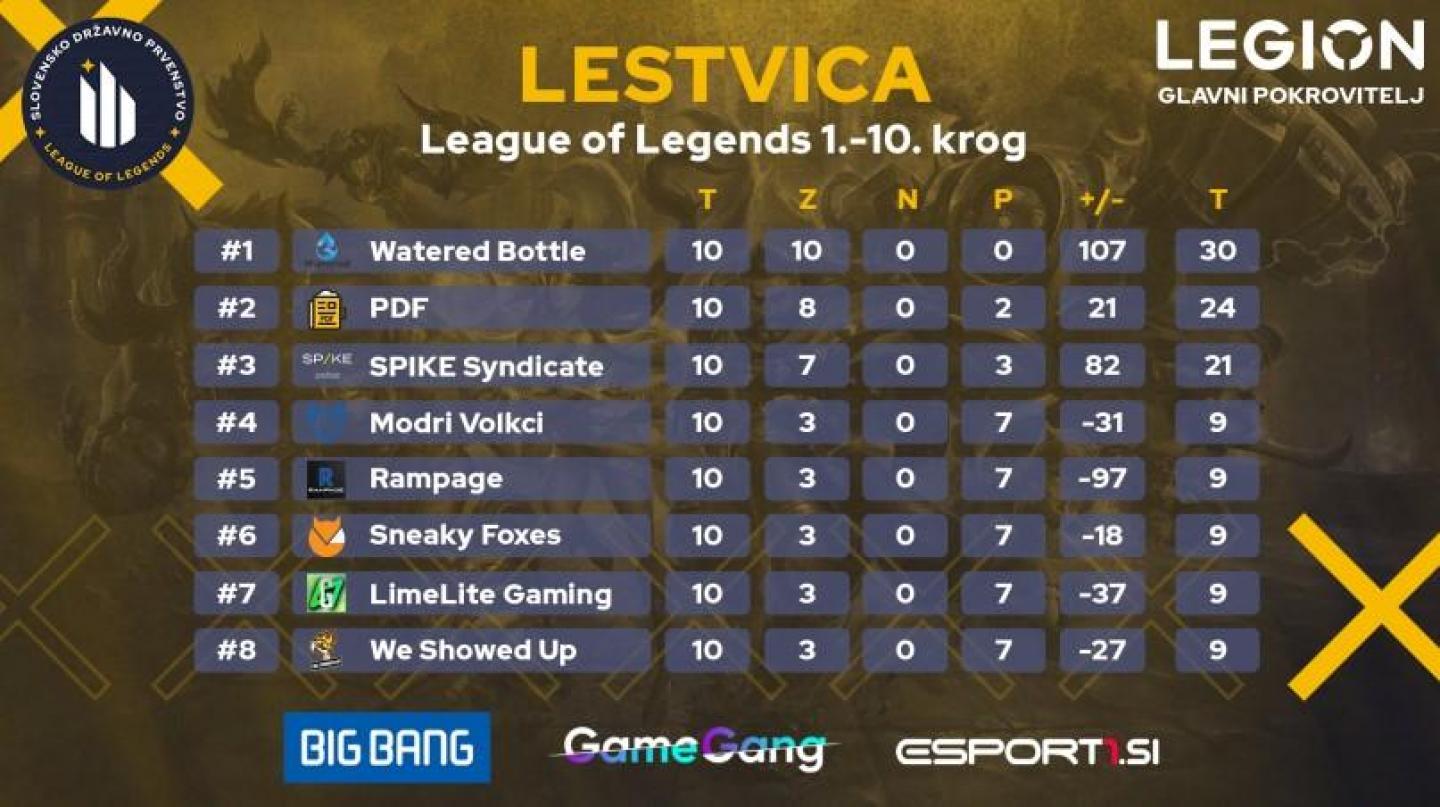 SLOVENSKO DRŽAVNO PRVENSTVO
LEAGUE OF LEGENDS
LESTVICA
League of Legends 1.-10. krog
LEGION
GLAVNI POKROVITELJ
T Z N P +/- T
#1 Watered Bottle 10 10 0 0 107 30
#2 PDF PDF 10 8 0 2 21 24
#3 SP/KE SPIKE Syndicate 10 7 0 3 82 21
#4 Modri Volkci 10 3 0 7 -31 9
#5 R RAMPAGE Rampage 10 3 0 7 -97 9
#6 Sneaky Foxes 10 3 0 7 -18 9
#7 G LimeLite Gaming 10 3 0 7 -37 9
#8 We Showed Up 10 3 0 7 -27 9
BIG BANG GameGang ESPORT1.SI